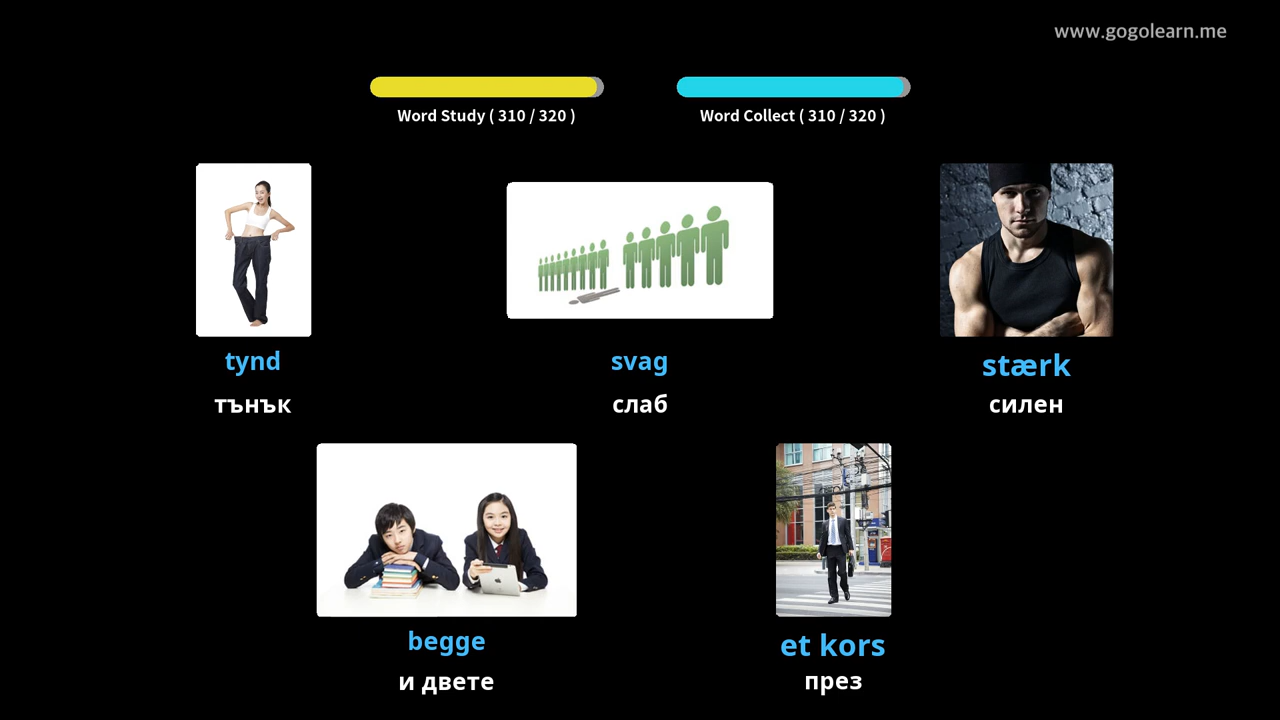 www.gogolearn.me
Word Study ( 310 / 320 )
Word Collect ( 310 / 320 )
tynd
тънък
svag
слаб
stærk
силен
begge
и двете
et kors
през